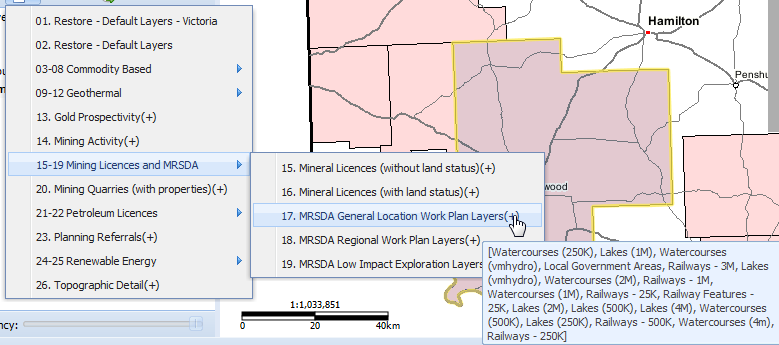 01. Restore - Default Layers - Victoria
02. Restore - Default Layers
03-08 Commodity Based
09-12 Geothermal
13. Gold Prospectivity(+)
14. Mining Activity(+)
15-19 Mining Licences and MRSDA
20. Mining Quarries (with properties)(+)
21-22 Petroleum Licences
23. Planning Referrals(+)
24-25 Renewable Energy
26. Topographic Detail(+)
15. Mineral Licences (without land status)(+)
16. Mineral Licences (with land status)(+)
17. MRSDA General Location Work Plan Layers(+)
18. MRSDA Regional Work Plan Layers(+)
19. MRSDA Low Impact Exploration Layers
[Watercourses (250K), Lakes (1M), Watercourses
(vmhydro), Local Government Areas, Railways - 3M, Lakes
(vmhydro), Watercourses (2M), Railways - 1M,
Watercourses (1M), Railways - 25K, Railway Features -
25K, Lakes (2M), Lakes (500K), Lakes (4M), Watercourses
(500K), Lakes (250K), Railways - 500K, Watercourses (4m),
Railways - 250K]
Hamilton
Penshu
wood
1:1,033,851
0
20
40km
ncy: